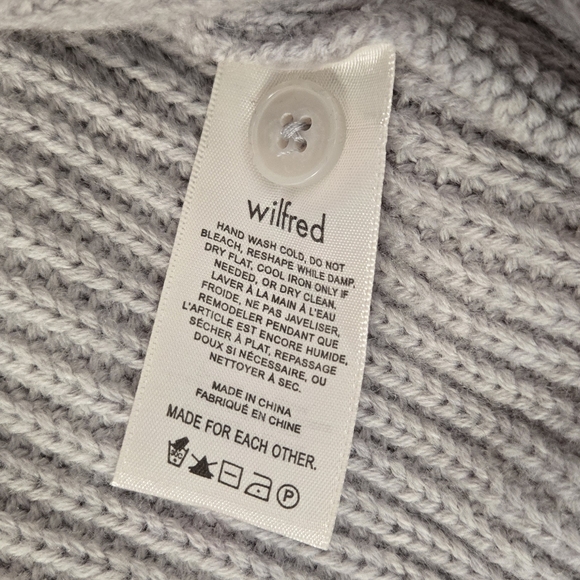 wilfred
HAND WASH COLD, DO NOT
BLEACH, RESHAPE WHILE DAMP,
DRY FLAT, COOL IRON ONLY IF
NEEDED, OR DRY CLEAN.
LAVER À LA MAIN À L'EAU
FROIDE, NE PAS JAVELISER,
REMODELER PENDANT QUE
L'ARTICLE EST ENCORE HUMIDE,
SÉCHER À PLAT, REPASSAGE
DOUX SI NÉCESSAIRE, OU
NETTOYER À SEC.
MADE IN CHINA
FABRIQUÉ EN CHINE
MADE FOR EACH OTHER.
30C P